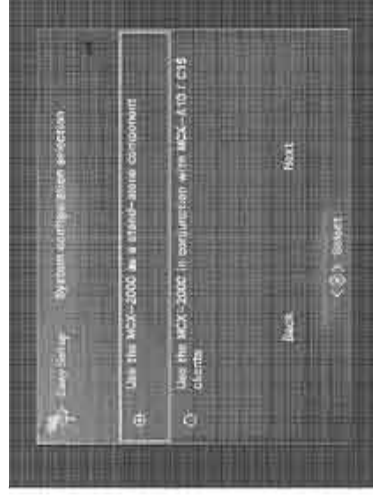 Easy Setup System configuration selection
Use the MCX-2000 as a stand-alone component
Use the MCX-2000 in conjunction with MCX-A10 / C15
clients
Back Next
Select